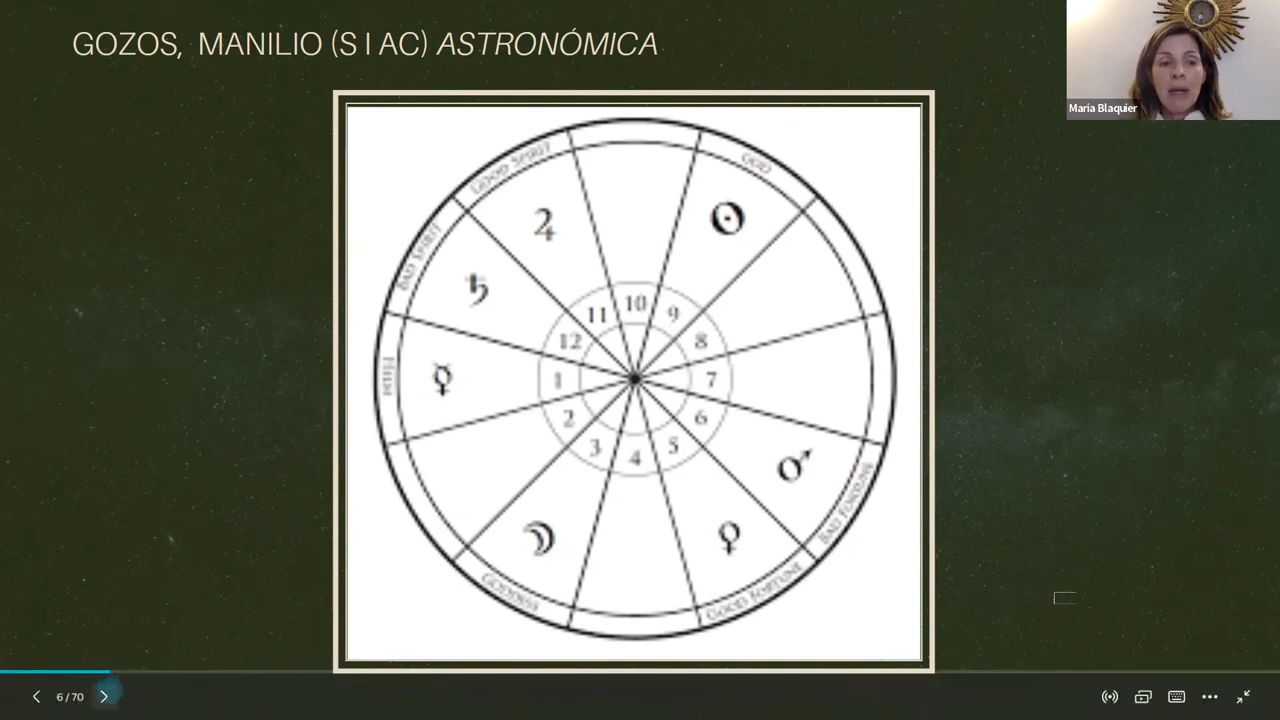 GOZOS, MANILIO (S I AC) ASTRONÓMICA
Maria Blaquier
GOOD SPIRIT
GOD
BAD SPIRIT
10
11
9
12
8
HELM
1
7
2
6
3
5
4
BAD FORTUNE
GODDESS
GOOD FORTUNE
6 / 70